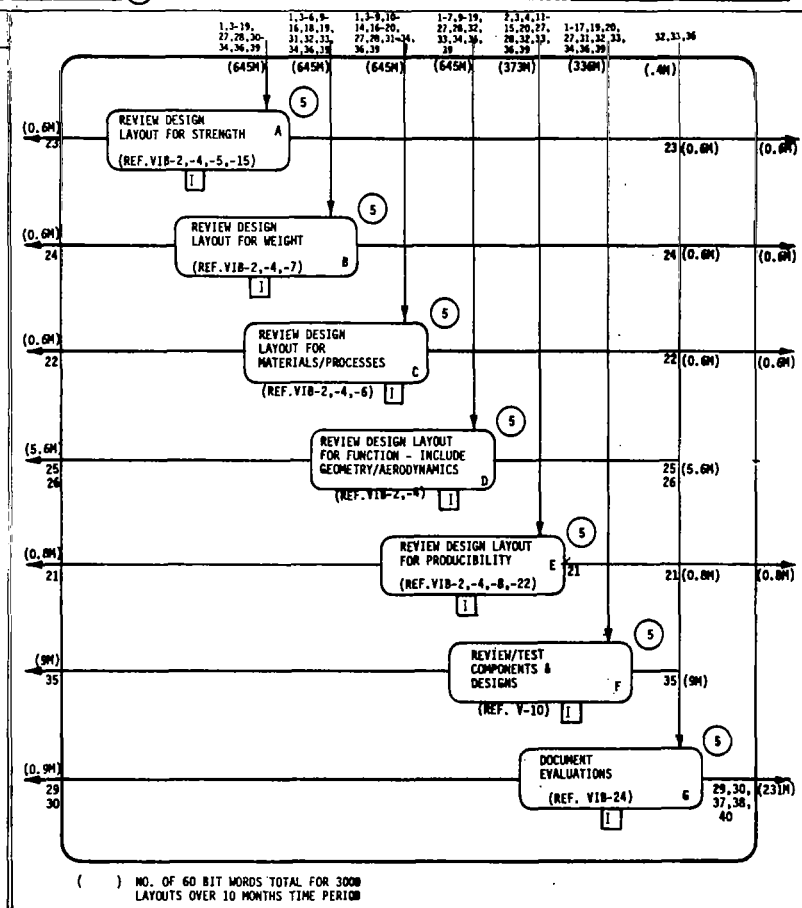 1,3-19,
27,28,30-
34,36,39
(645M)
1,3-6,9-
16,18,19,
31,32,33,
34,36,39
(645M)
1,3-9,10-
14,16-20,
27,28,31-34,
36,39
(645M)
1-7,9-19,
27,28,32,
33,34,36,
39
(645M)
2,3,4,11-
15,20,27,
28,32,33,
36,39
(373M)
1-17,19,20,
27,31,32,33,
34,36,39
(336M)
32,33,36
(.4M)
5
(0.6M)
23
REVIEW DESIGN
LAYOUT FOR STRENGTH A
(REF.VIB-2,-4,-5,-15)
I
23 (0.6M) (0.6M)
5
(0.6M)
24
REVIEW DESIGN
LAYOUT FOR WEIGHT
(REF.VIB-2,-4,-7) B
I
24 (0.6M) (0.6M)
5
(0.6M)
22
REVIEW DESIGN
LAYOUT FOR
MATERIALS/PROCESSES
C
(REF.VIB-2,-4,-6) I
22 (0.6M) (0.6M)
5
(5.6M)
25
26
REVIEW DESIGN LAYOUT
FOR FUNCTION - INCLUDE
GEOMETRY/AERODYNAMICS
D
(REF.VIB-2,-4) I
25 (5.6M)
26
5
(0.8M)
21
REVIEW DESIGN LAYOUT
FOR PRODUCIBILITY E
(REF.VIB-2,-4,-8,-22)
I
21
21 (0.8M) (0.8M)
5
(9M)
35
REVIEW/TEST
COMPONENTS &
DESIGNS F
(REF. V-10) I
35 (9M)
5
(0.9M)
29
30
DOCUMENT
EVALUATIONS
(REF. VIB-24) G
I
29,30, (231M)
37,38,
40
( ) NO. OF 60 BIT WORDS TOTAL FOR 3000
LAYOUTS OVER 10 MONTHS TIME PERIOD